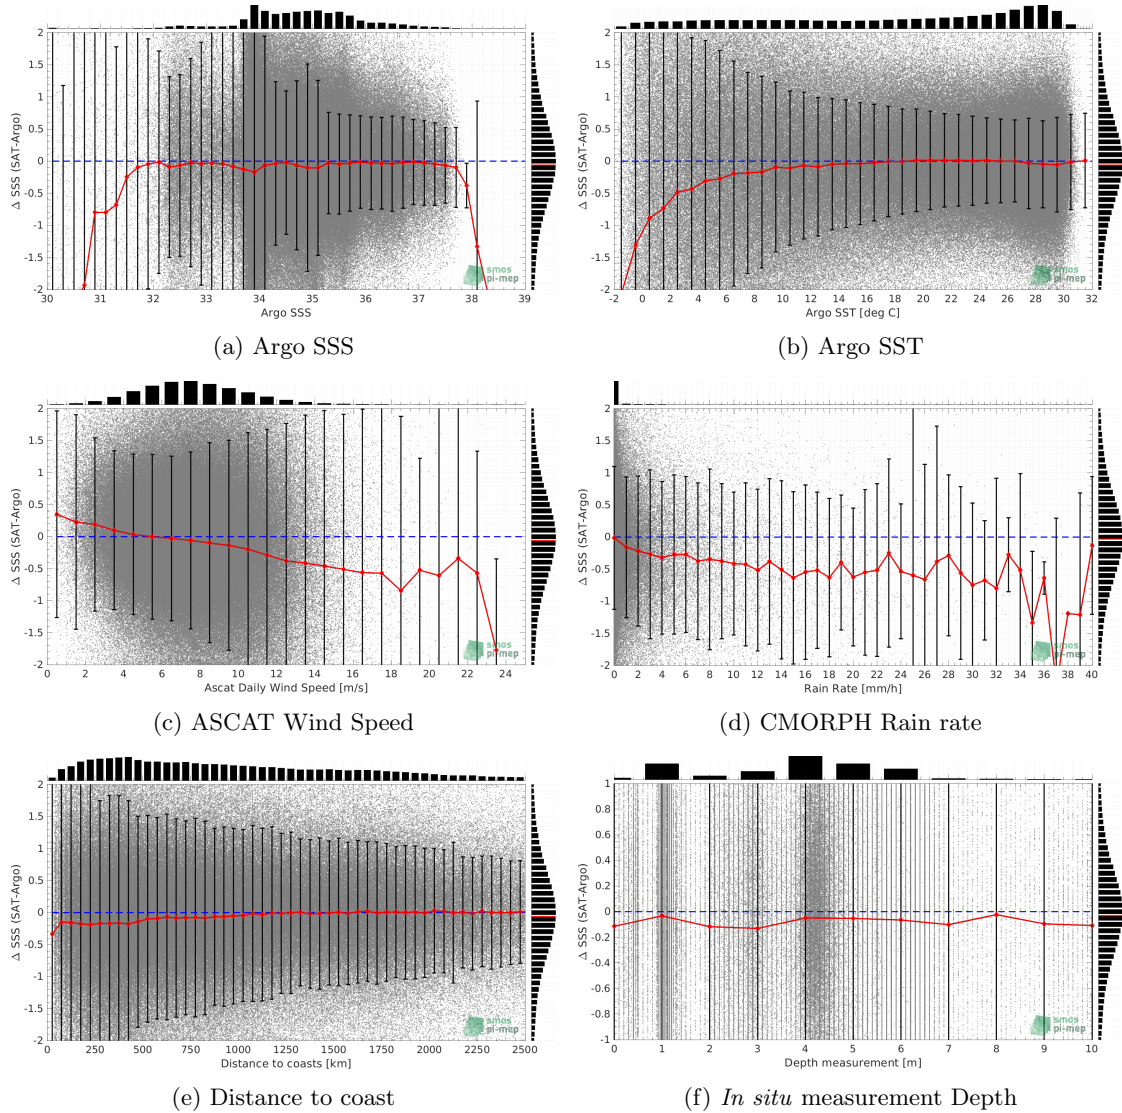 2
1.5
1
0.5
0
-0.5
-1
-1.5
-2
Δ SSS (SAT-Argo)
30 31 32 33 34 35 36 37 38 39
Argo SSS
smos
pi-mep
(a) Argo SSS
2
1.5
1
0.5
0
-0.5
-1
-1.5
-2
Δ SSS (SAT-Argo)
-2 0 2 4 6 8 10 12 14 16 18 20 22 24 26 28 30 32
Argo SST [deg C]
smos
pi-mep
(b) Argo SST
2
1.5
1
0.5
0
-0.5
-1
-1.5
-2
Δ SSS (SAT-Argo)
0 2 4 6 8 10 12 14 16 18 20 22 24
Ascat Daily Wind Speed [m/s]
smos
pi-mep
(c) ASCAT Wind Speed
2
1.5
1
0.5
0
-0.5
-1
-1.5
-2
Δ SSS (SAT-Argo)
0 2 4 6 8 10 12 14 16 18 20 22 24 26 28 30 32 34 36 38 40
Rain Rate [mm/h]
smos
pi-mep
(d) CMORPH Rain rate
2
1.5
1
0.5
0
-0.5
-1
-1.5
-2
Δ SSS (SAT-Argo)
0 250 500 750 1000 1250 1500 1750 2000 2250 2500
Distance to coasts [km]
smos
pi-mep
(e) Distance to coast
1
0.8
0.6
0.4
0.2
0
-0.2
-0.4
-0.6
-0.8
-1
Δ SSS (SAT-Argo)
0 1 2 3 4 5 6 7 8 9 10
Depth measurement [m]
smos
pi-mep
(f) In situ measurement Depth